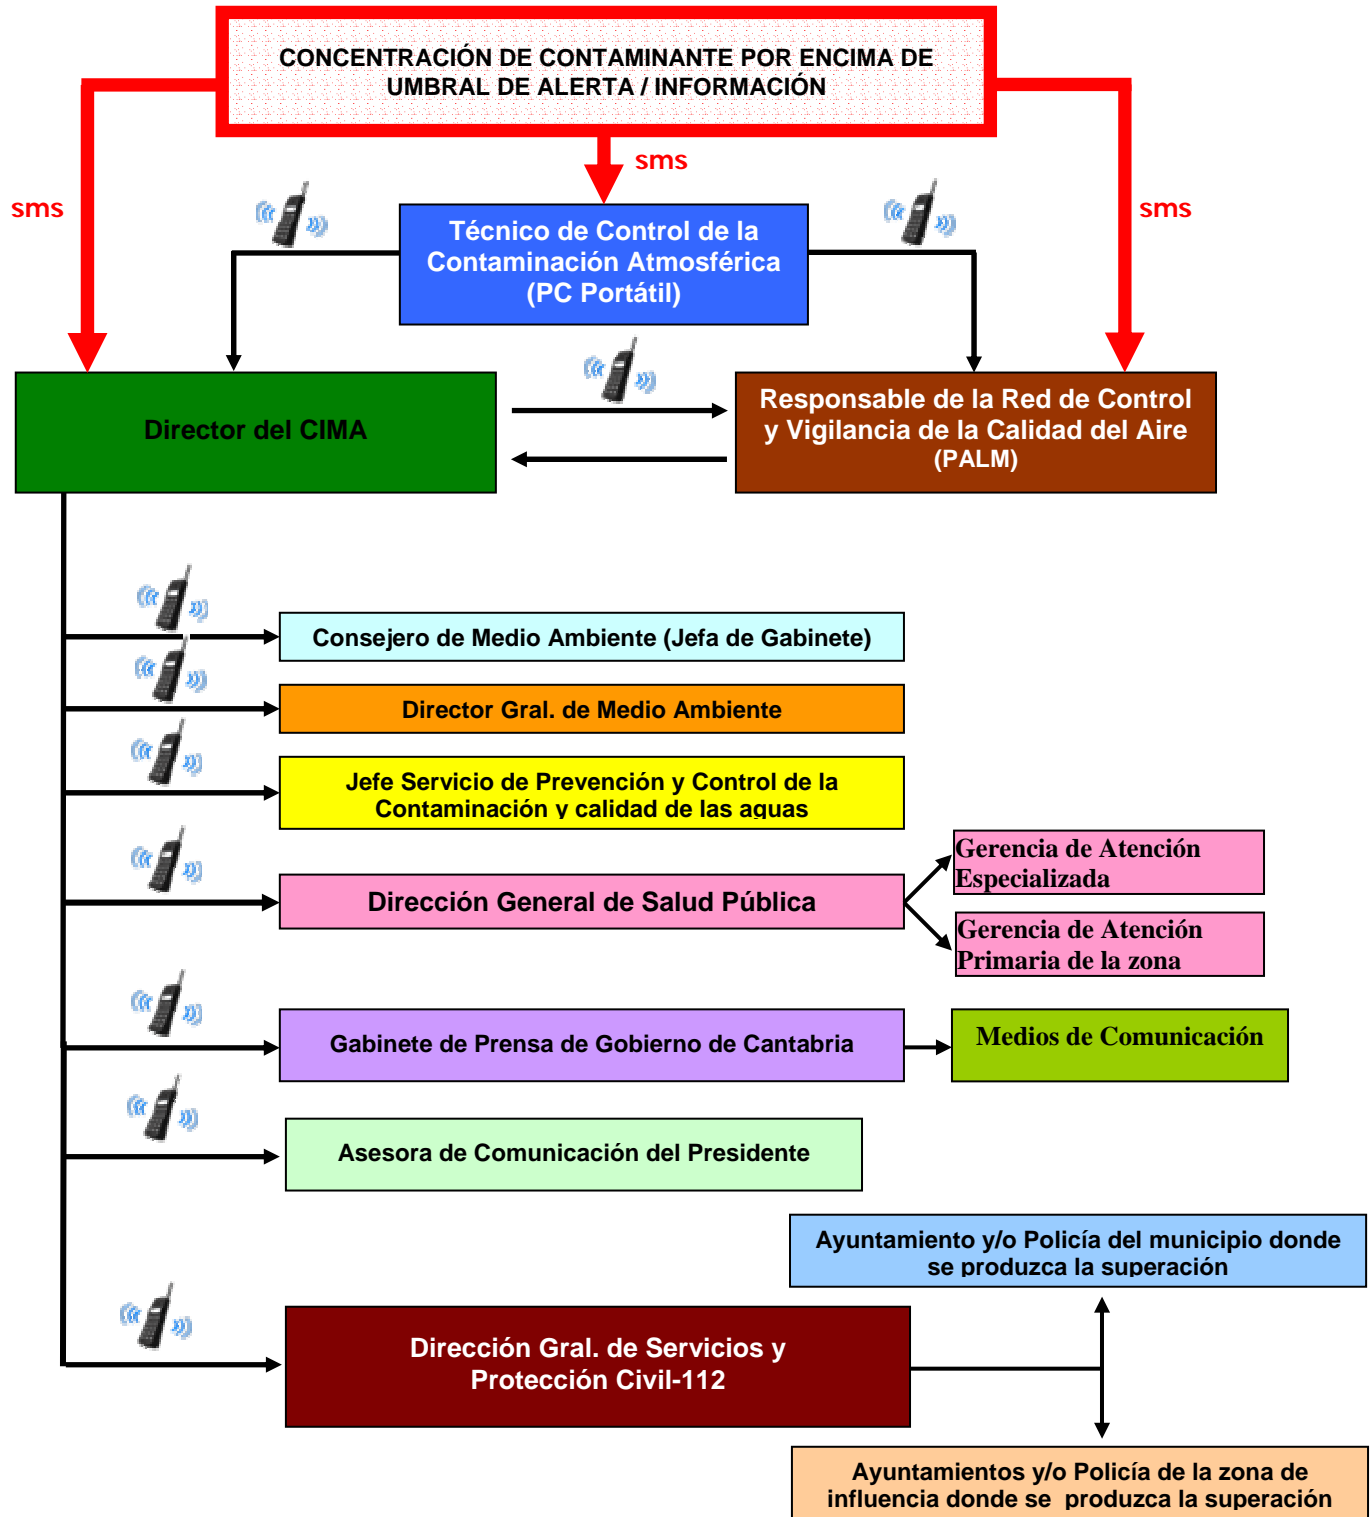 CONCENTRACIÓN DE CONTAMINANTE POR ENCIMA DE
UMBRAL DE ALERTA / INFORMACIÓN
sms
sms
sms
Técnico de Control de la
Contaminación Atmosférica
(PC Portátil)
Director del CIMA
Responsable de la Red de Control
y Vigilancia de la Calidad del Aire
(PALM)
Consejero de Medio Ambiente (Jefa de Gabinete)
Director Gral. de Medio Ambiente
Jefe Servicio de Prevención y Control de la
Contaminación y calidad de las aguas
Dirección General de Salud Pública
Gerencia de Atención
Especializada
Gerencia de Atención
Primaria de la zona
Gabinete de Prensa de Gobierno de Cantabria
Medios de Comunicación
Asesora de Comunicación del Presidente
Ayuntamiento y/o Policía del municipio donde
se produzca la superación
Dirección Gral. de Servicios y
Protección Civil-112
Ayuntamientos y/o Policía de la zona de
influencia donde se produzca la superación